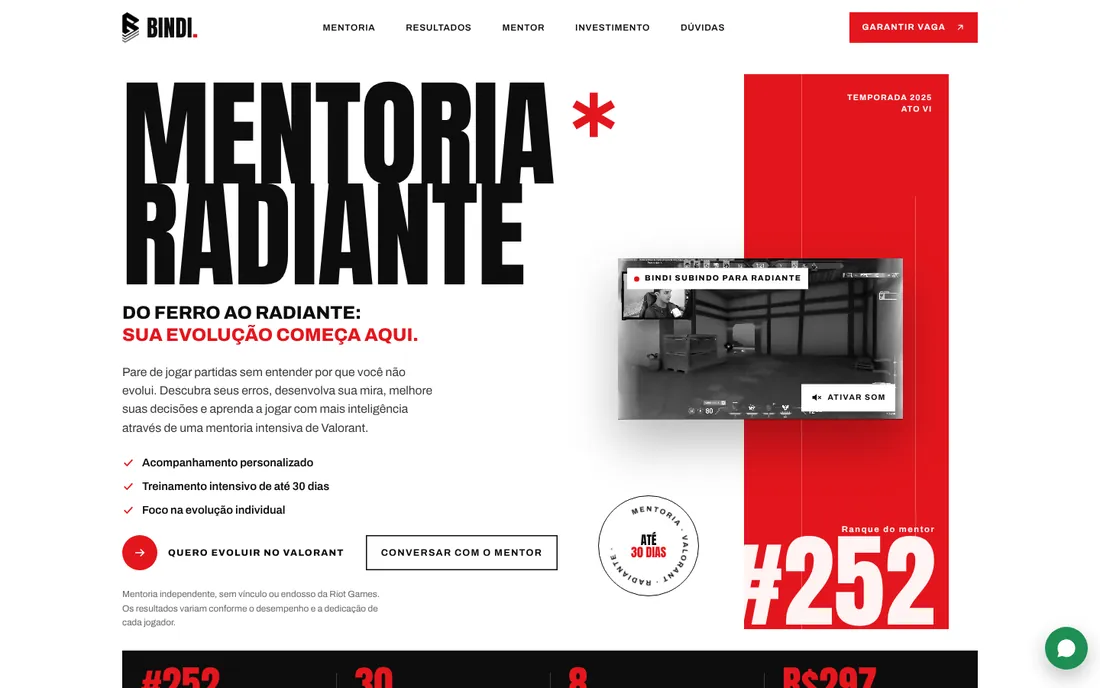 BINDI.
MENTORIA
RESULTADOS
MENTOR
INVESTIMENTO
DÚVIDAS
GARANTIR VAGA
MENTORIA*
RADIANTE
DO FERRO AO RADIANTE:
SUA EVOLUÇÃO COMEÇA AQUI.
Pare de jogar partidas sem entender por que você não
evolui. Descubra seus erros, desenvolva sua mira, melhore
suas decisões e aprenda a jogar com mais inteligência
através de uma mentoria intensiva de Valorant.
Acompanhamento personalizado
Treinamento intensivo de até 30 dias
Foco na evolução individual
QUERO EVOLUIR NO VALORANT
CONVERSAR COM O MENTOR
Mentoria independente, sem vínculo ou endosso da Riot Games.
Os resultados variam conforme o desempenho e a dedicação de
cada jogador.
TEMPORADA 2025
ATO VI
BINDI SUBINDO PARA RADIANTE
80
ATIVAR SOM
MENTORIA · VALORANT · RADIANTE ·
ATÉ
30 DIAS
Ranque do mentor
#252
#252
30
8
R$297